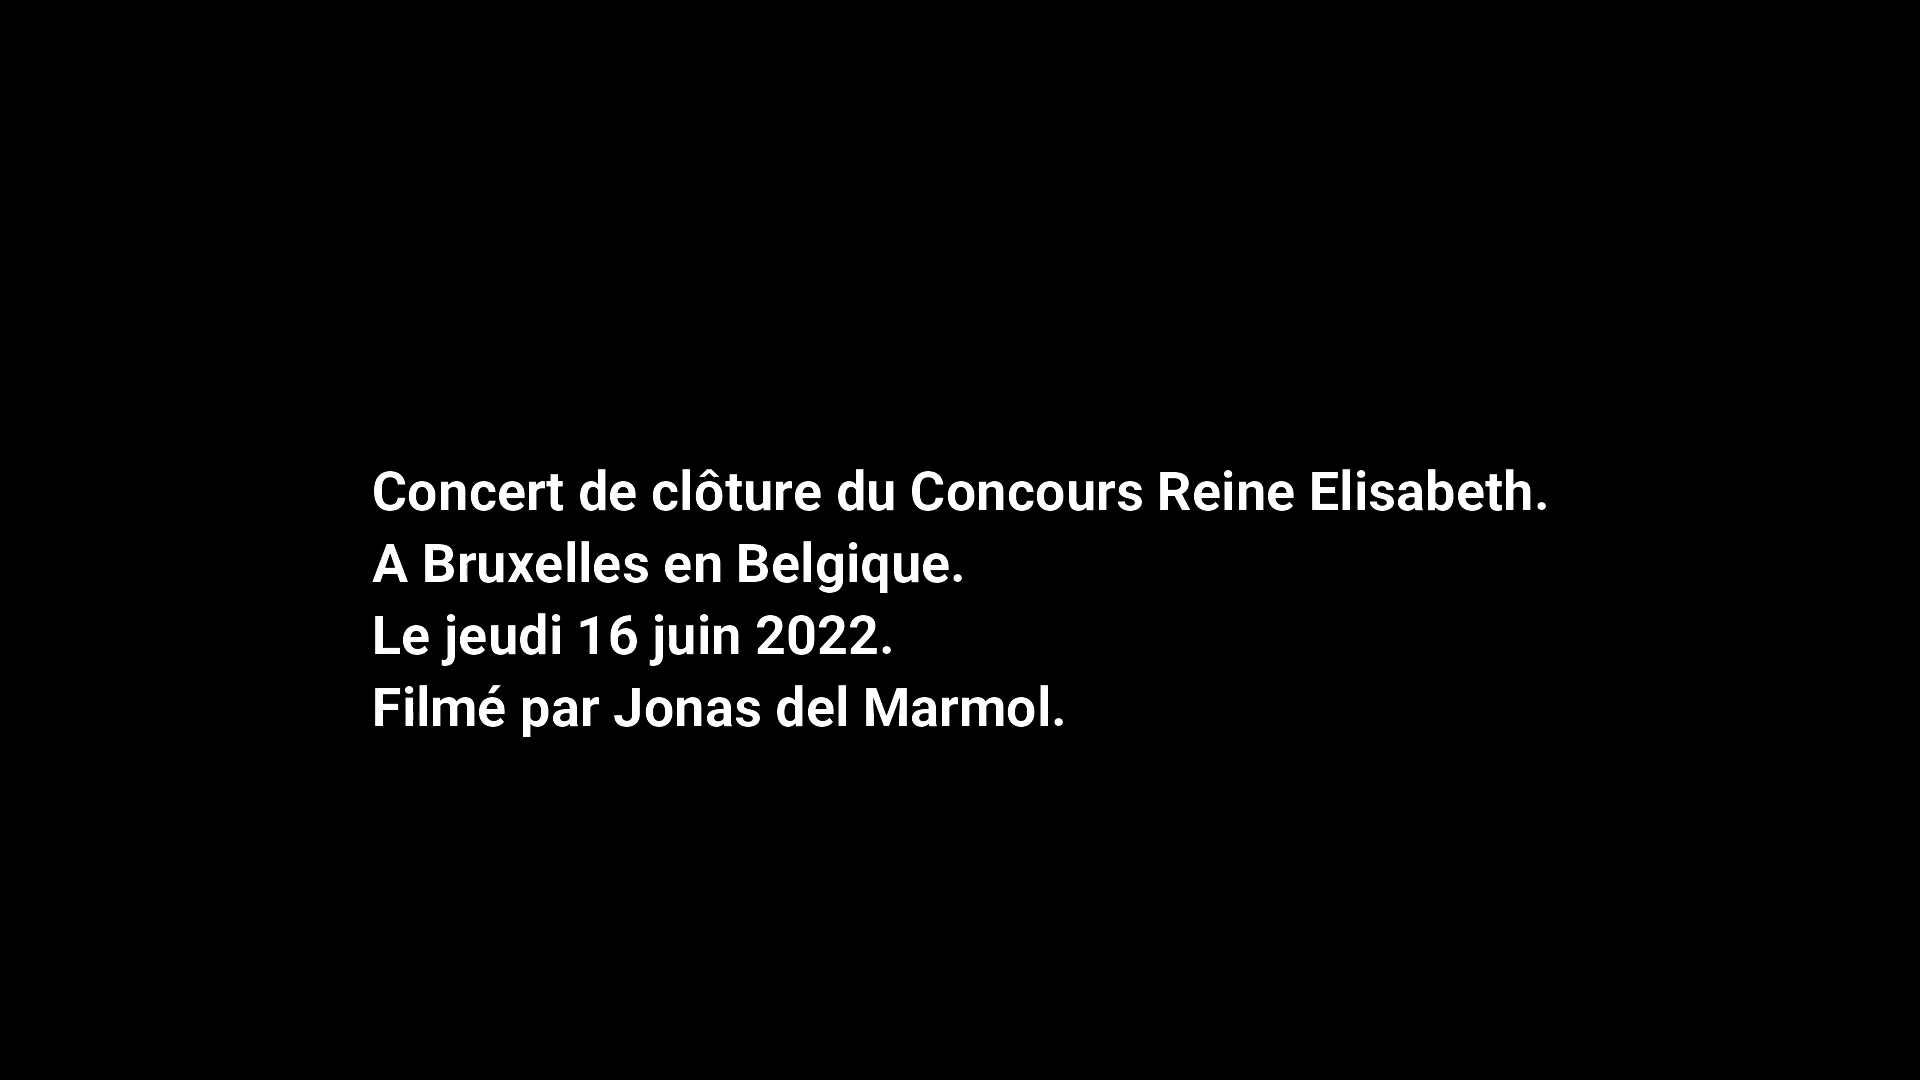 Concert de clôture du Concours Reine Elisabeth.
A Bruxelles en Belgique.
Le jeudi 16 juin 2022.
Filmé par Jonas del Marmol.